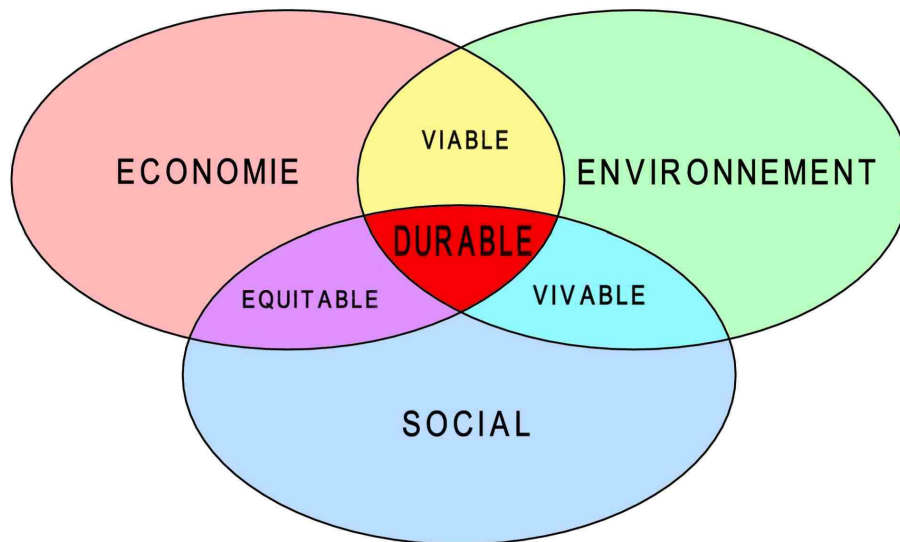 VIABLE
ECONOMIE
ENVIRONNEMENT
DURABLE
EQUITABLE
VIVABLE
SOCIAL